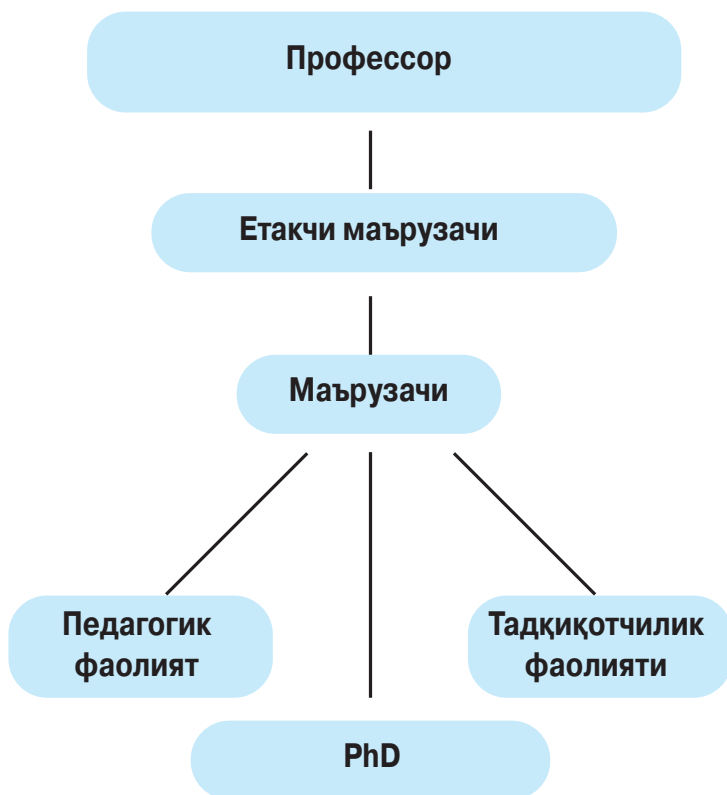 Профессор
Етакчи маърузачи
Маърузачи
Педагогик
фаолият
Тадқиқотчилик
фаолияти
PhD